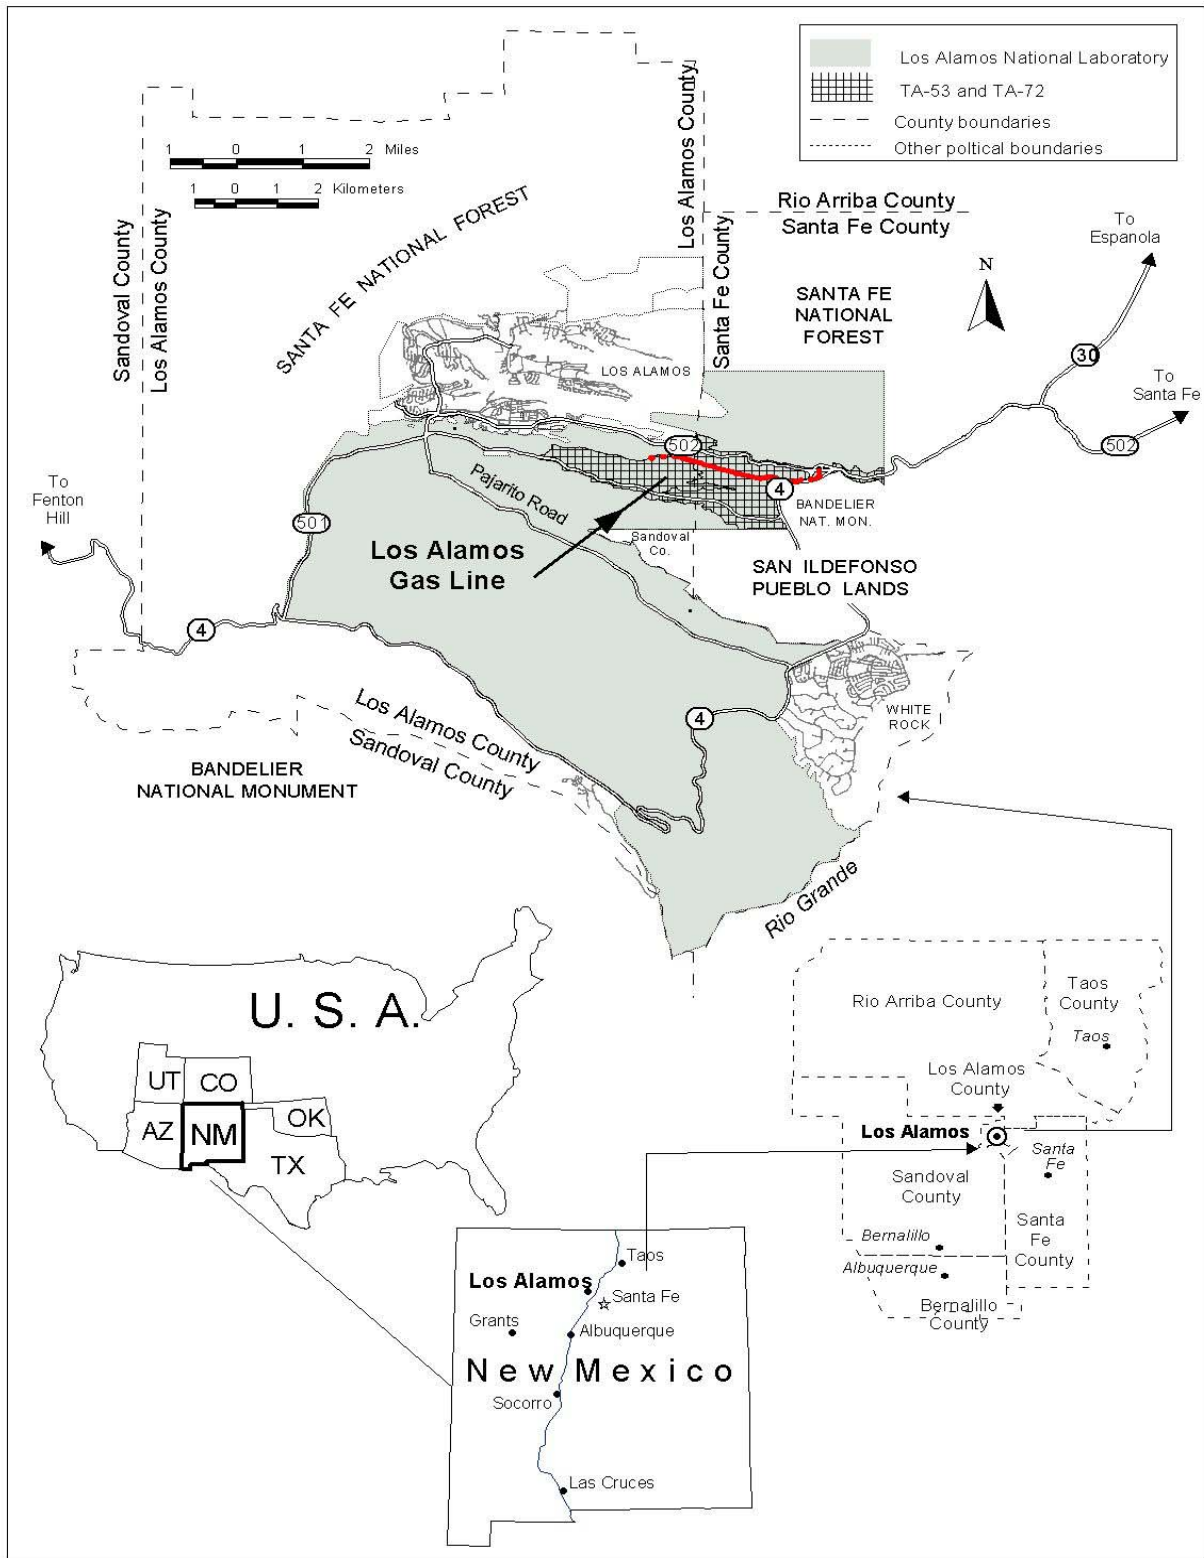 Los Alamos National Laboratory
TA-53 and TA-72
County boundaries
Other poltical boundaries
1 0 1 2 Miles
1 0 1 2 Kilometers
Sandoval County
Los Alamos County
Los Alamos County
Santa Fe County
Rio Arriba County
Santa Fe County
SANTA FE NATIONAL FOREST
To
Espanola
N
SANTA FE
NATIONAL
FOREST
30
To
Santa Fe
502
LOS ALAMOS
502
4
BANDELIER
NAT. MON.
To
Fenton
Hill
501
Pajarito Road
Sandoval
Co.
Los Alamos
Gas Line
SAN ILDEFONSO
PUEBLO LANDS
4
WHITE
ROCK
4
Los Alamos County
Sandoval County
BANDELIER
NATIONAL MONUMENT
Rio Grande
U. S. A.
UT
CO
AZ
NM
OK
TX
Rio Arriba County
Taos
County
Taos
Los Alamos
County
Los Alamos
Santa
Fe
Sandoval
County
Santa
Fe
County
Bernalillo
Albuquerque
Bernalillo
County
Taos
Los Alamos
Santa Fe
Grants
Albuquerque
New Mexico
Socorro
Las Cruces